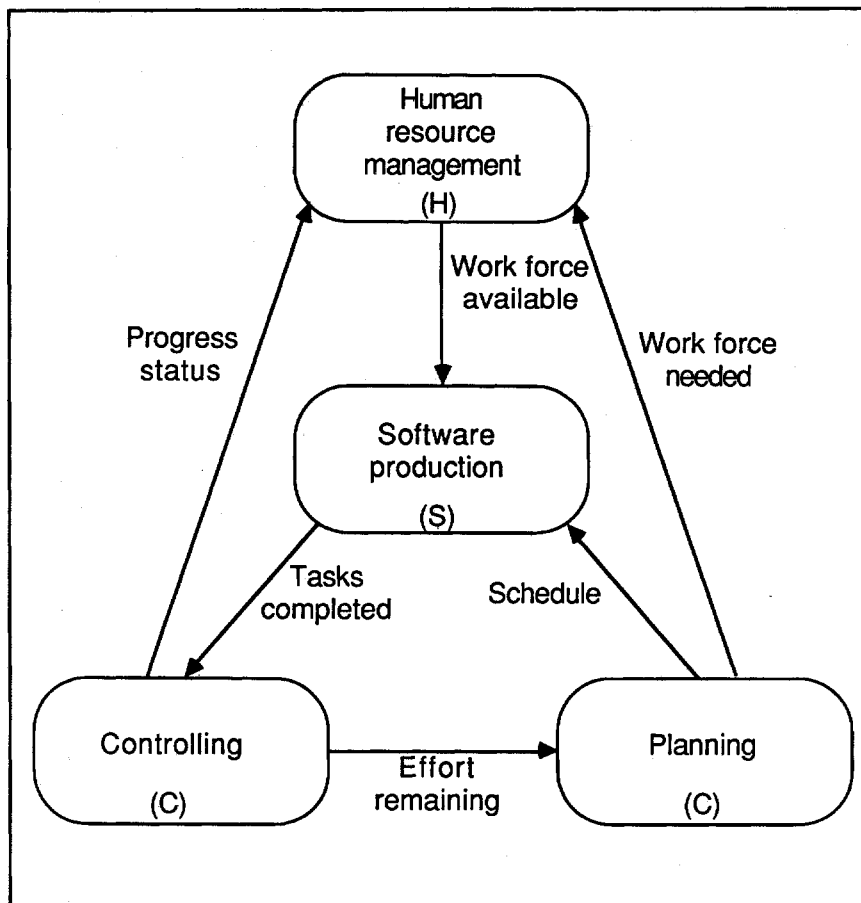 Human
resource
management
(H)
Work force
available
Progress
status
Work force
needed
Software
production
(S)
Tasks
completed
Schedule
Controlling
(C)
Effort
remaining
Planning
(C)